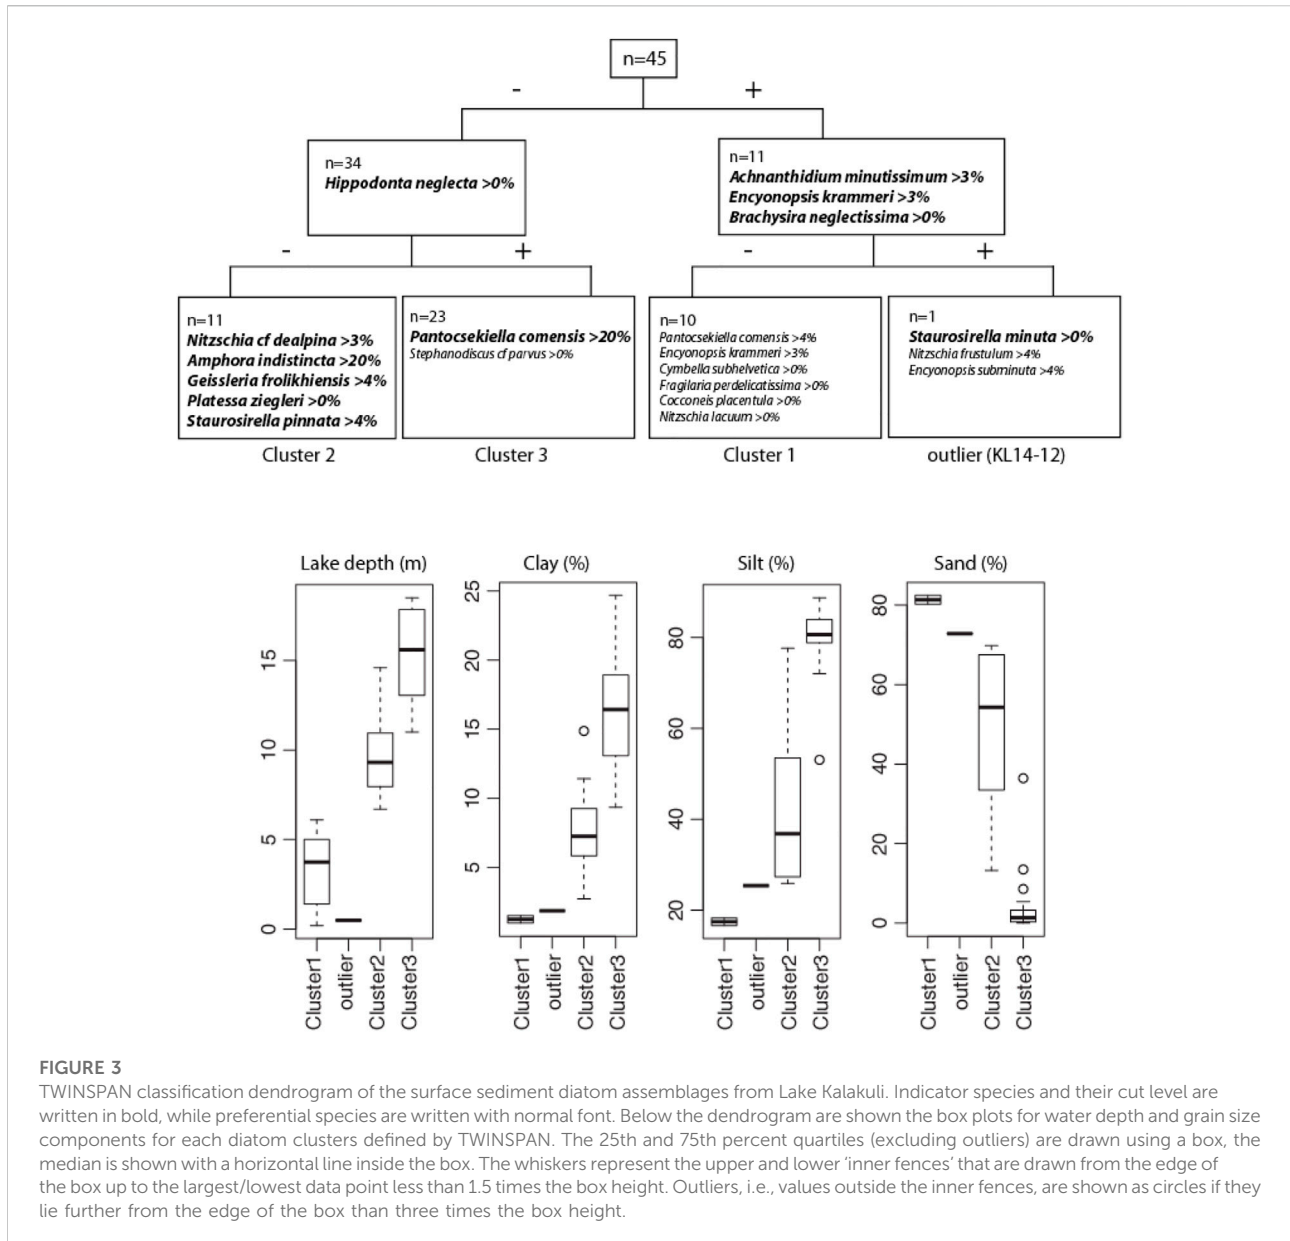 n=45
-
+
n=34
Hippodonta neglecta >0%
n=11
Achnanthidium minutissimum >3%
Encyonopsis krammeri >3%
Brachysira neglectissima >0%
-
+
-
+
n=11
Nitzschia cf dealpina >3%
Amphora indistincta >20%
Geissleria frolikhiensis >4%
Platessa ziegleri >0%
Staurosirella pinnata >4%
n=23
Pantocsekiella comensis >20%
Stephanodiscus cf parvus >0%
n=10
Pantocsekiella comensis >4%
Encyonopsis krammeri >3%
Cymbella subhelvetica >0%
Fragilaria perdelicatissima >0%
Cocconeis placentula >0%
Nitzschia lacuum >0%
n=1
Staurosirella minuta >0%
Nitzschia frustulum >4%
Encyonopsis subminuta >4%
Cluster 2
Cluster 3
Cluster 1
outlier (KL14-12)
Lake depth (m)
15
10
5
0
Cluster1
outlier
Cluster2
Cluster3
Clay (%)
25
20
15
10
5
Cluster1
outlier
Cluster2
Cluster3
Silt (%)
80
60
40
20
Cluster1
outlier
Cluster2
Cluster3
Sand (%)
80
60
40
20
0
Cluster1
outlier
Cluster2
Cluster3
FIGURE 3
TWINSPAN classification dendrogram of the surface sediment diatom assemblages from Lake Kalakuli. Indicator species and their cut level are
written in bold, while preferential species are written with normal font. Below the dendrogram are shown the box plots for water depth and grain size
components for each diatom clusters defined by TWINSPAN. The 25th and 75th percent quartiles (excluding outliers) are drawn using a box, the
median is shown with a horizontal line inside the box. The whiskers represent the upper and lower ‘inner fences’ that are drawn from the edge of
the box up to the largest/lowest data point less than 1.5 times the box height. Outliers, i.e., values outside the inner fences, are shown as circles if they
lie further from the edge of the box than three times the box height.